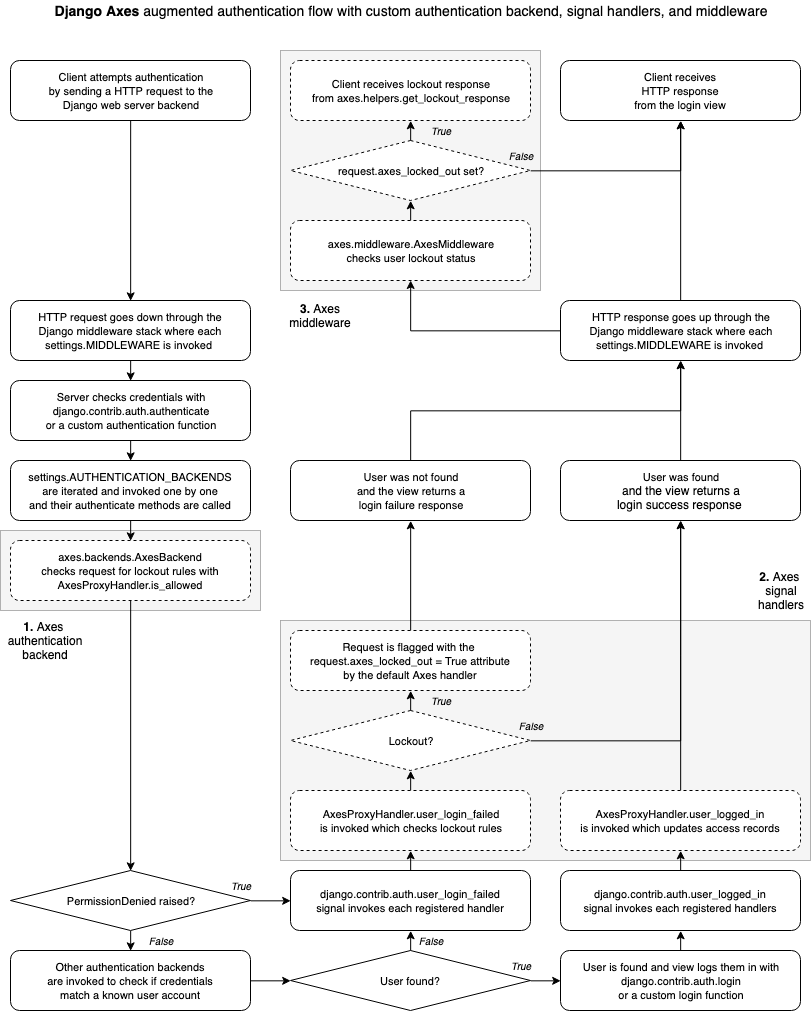 Django Axes augmented authentication flow with custom authentication backend, signal handlers, and middleware
Client attempts authentication
by sending a HTTP request to the
Django web server backend
HTTP request goes down through the
Django middleware stack where each
settings.MIDDLEWARE is invoked
Server checks credentials with
django.contrib.auth.authenticate
or a custom authentication function
settings.AUTHENTICATION_BACKENDS
are iterated and invoked one by one
and their authenticate methods are called
axes.backends.AxesBackend
checks request for lockout rules with
AxesProxyHandler.is_allowed
1. Axes
authentication
backend
PermissionDenied raised?
True
False
Other authentication backends
are invoked to check if credentials
match a known user account
Client receives lockout response
from axes.helpers.get_lockout_response
True
request.axes_locked_out set?
False
axes.middleware.AxesMiddleware
checks user lockout status
3. Axes
middleware
User was not found
and the view returns a
login failure response
Request is flagged with the
request.axes_locked_out = True attribute
by the default Axes handler
True
Lockout?
False
AxesProxyHandler.user_login_failed
is invoked which checks lockout rules
django.contrib.auth.user_login_failed
signal invokes each registered handler
False
User found?
True
Client receives
HTTP response
from the login view
HTTP response goes up through the
Django middleware stack where each
settings.MIDDLEWARE is invoked
User was found
and the view returns a
login success response
2. Axes
signal
handlers
AxesProxyHandler.user_logged_in
is invoked which updates access records
django.contrib.auth.user_logged_in
signal invokes each registered handlers
User is found and view logs them in with
django.contrib.auth.login
or a custom login function